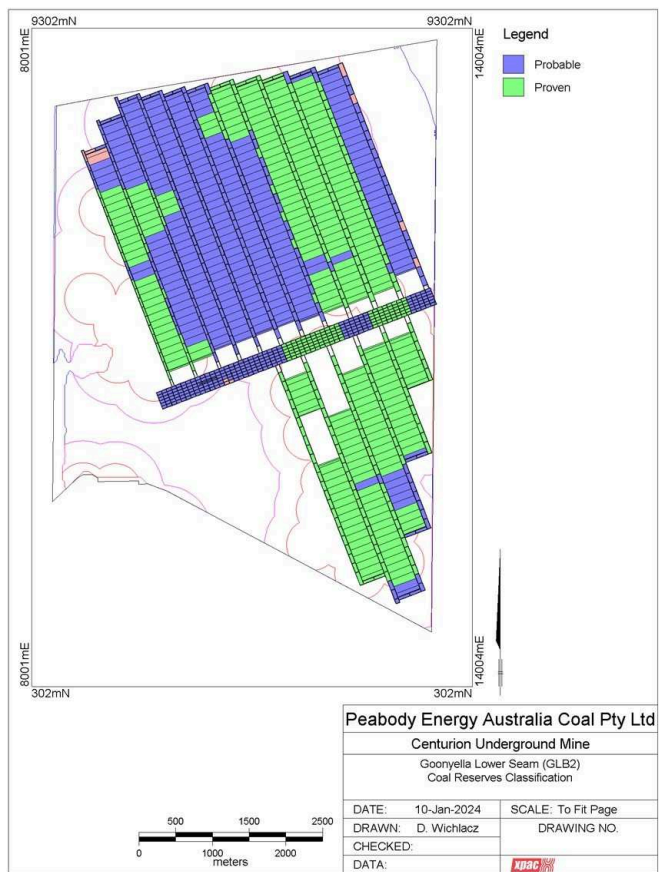 9302mN
9302mN
8001mE
14004mE
Legend
Probable
Proven
8001mE
14004mE
302mN
302mN
Peabody Energy Australia Coal Pty Ltd
Centurion Underground Mine
Goonyella Lower Seam (GLB2)
Coal Reserves Classification
DATE: 10-Jan-2024 SCALE: To Fit Page
DRAWN: D. Wichlacz DRAWING NO.
CHECKED:
DATA: xpac
500 1500 2500
0 1000 2000
meters